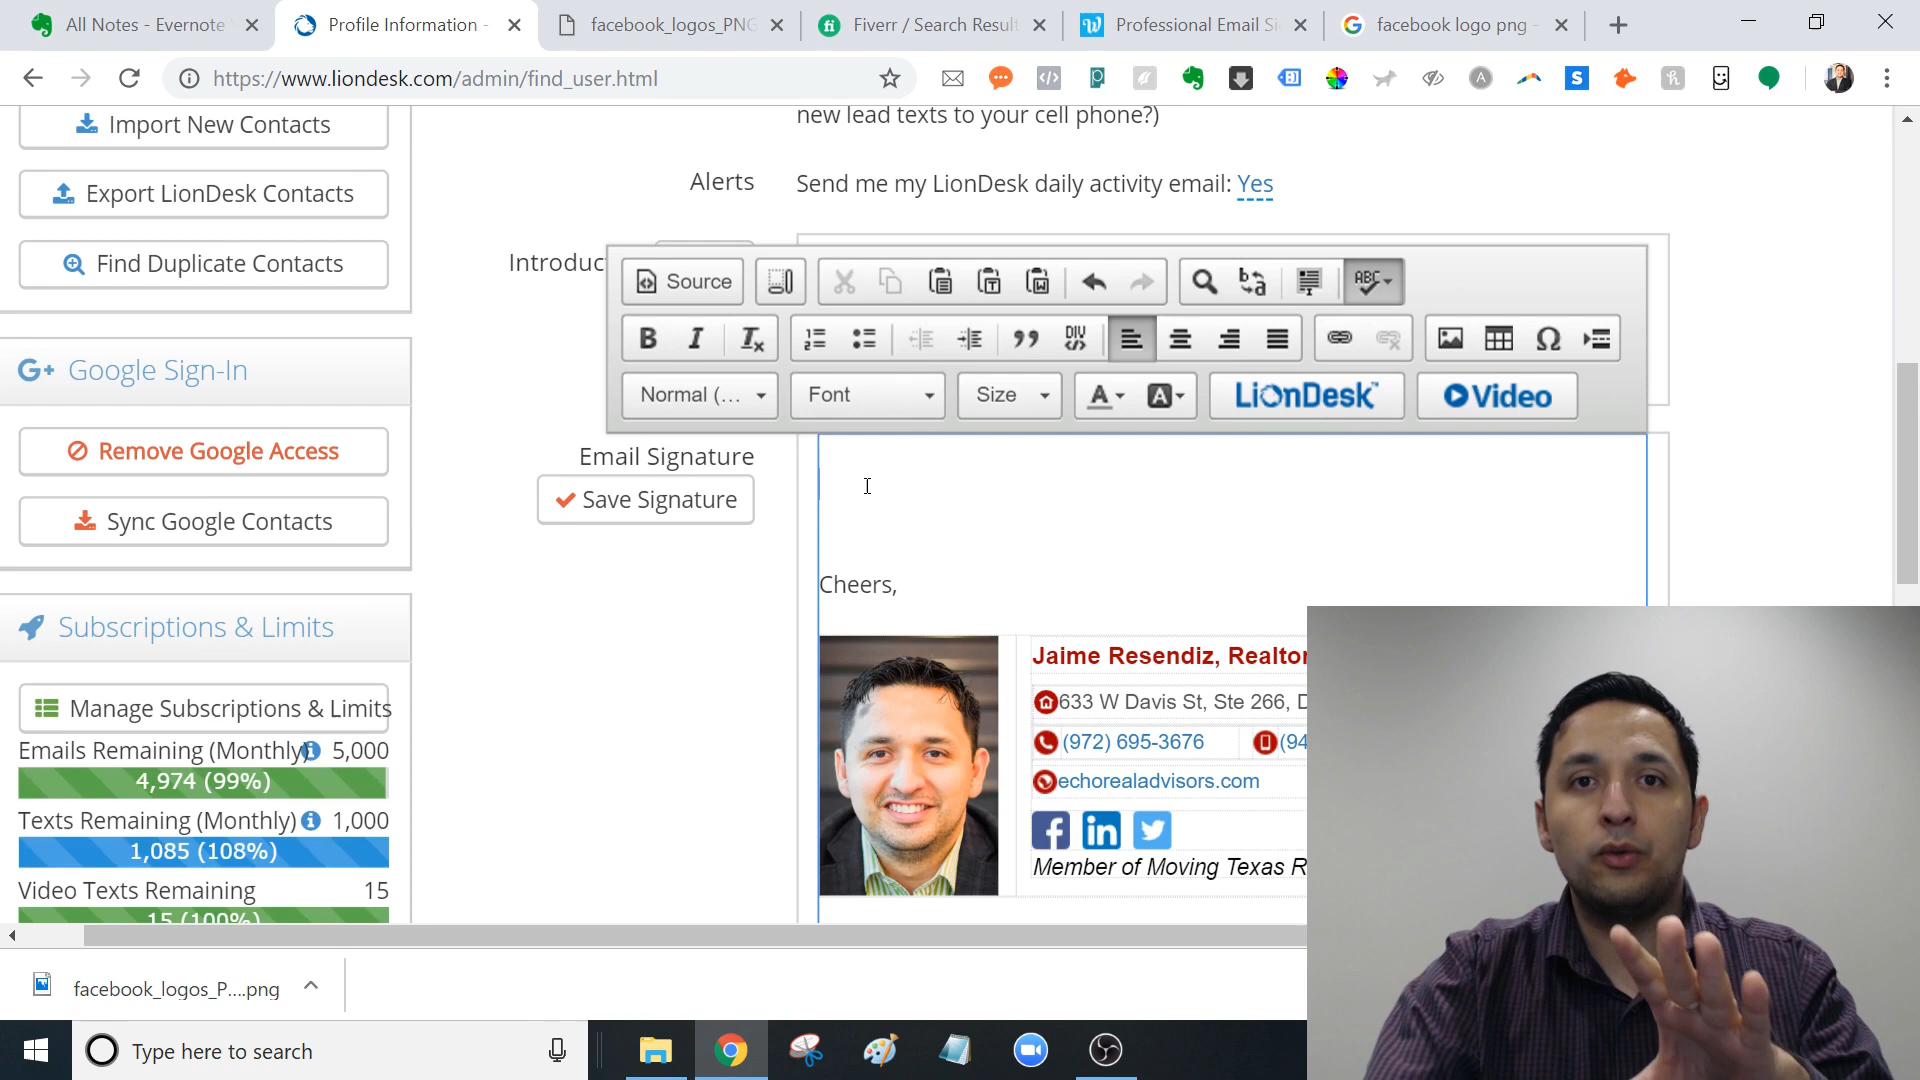 All Notes - Evernote
Profile Information -
facebook_logos_PNG
Fiverr / Search Result
Professional Email Si
facebook logo png -
https://www.liondesk.com/admin/find_user.html
new lead texts to your cell phone?)
Import New Contacts
Alerts
Send me my LionDesk daily activity email: Yes
Export LionDesk Contacts
Find Duplicate Contacts
Introduc
Source
ABC
B I Tx
DIV
Google Sign-In
Normal (...
Font
Size
A
A
LionDesk™
Video
Remove Google Access
Email Signature
Save Signature
Sync Google Contacts
Cheers,
Subscriptions & Limits
Jaime Resendiz, Realtor
633 W Davis St, Ste 266, D
Manage Subscriptions & Limits
(972) 695-3676
(94
Emails Remaining (Monthly) 5,000
4,974 (99%)
echorealadvisors.com
Texts Remaining (Monthly) 1,000
1,085 (108%)
Member of Moving Texas R
Video Texts Remaining 15
15 (100%)
facebook_logos_P....png
Type here to search